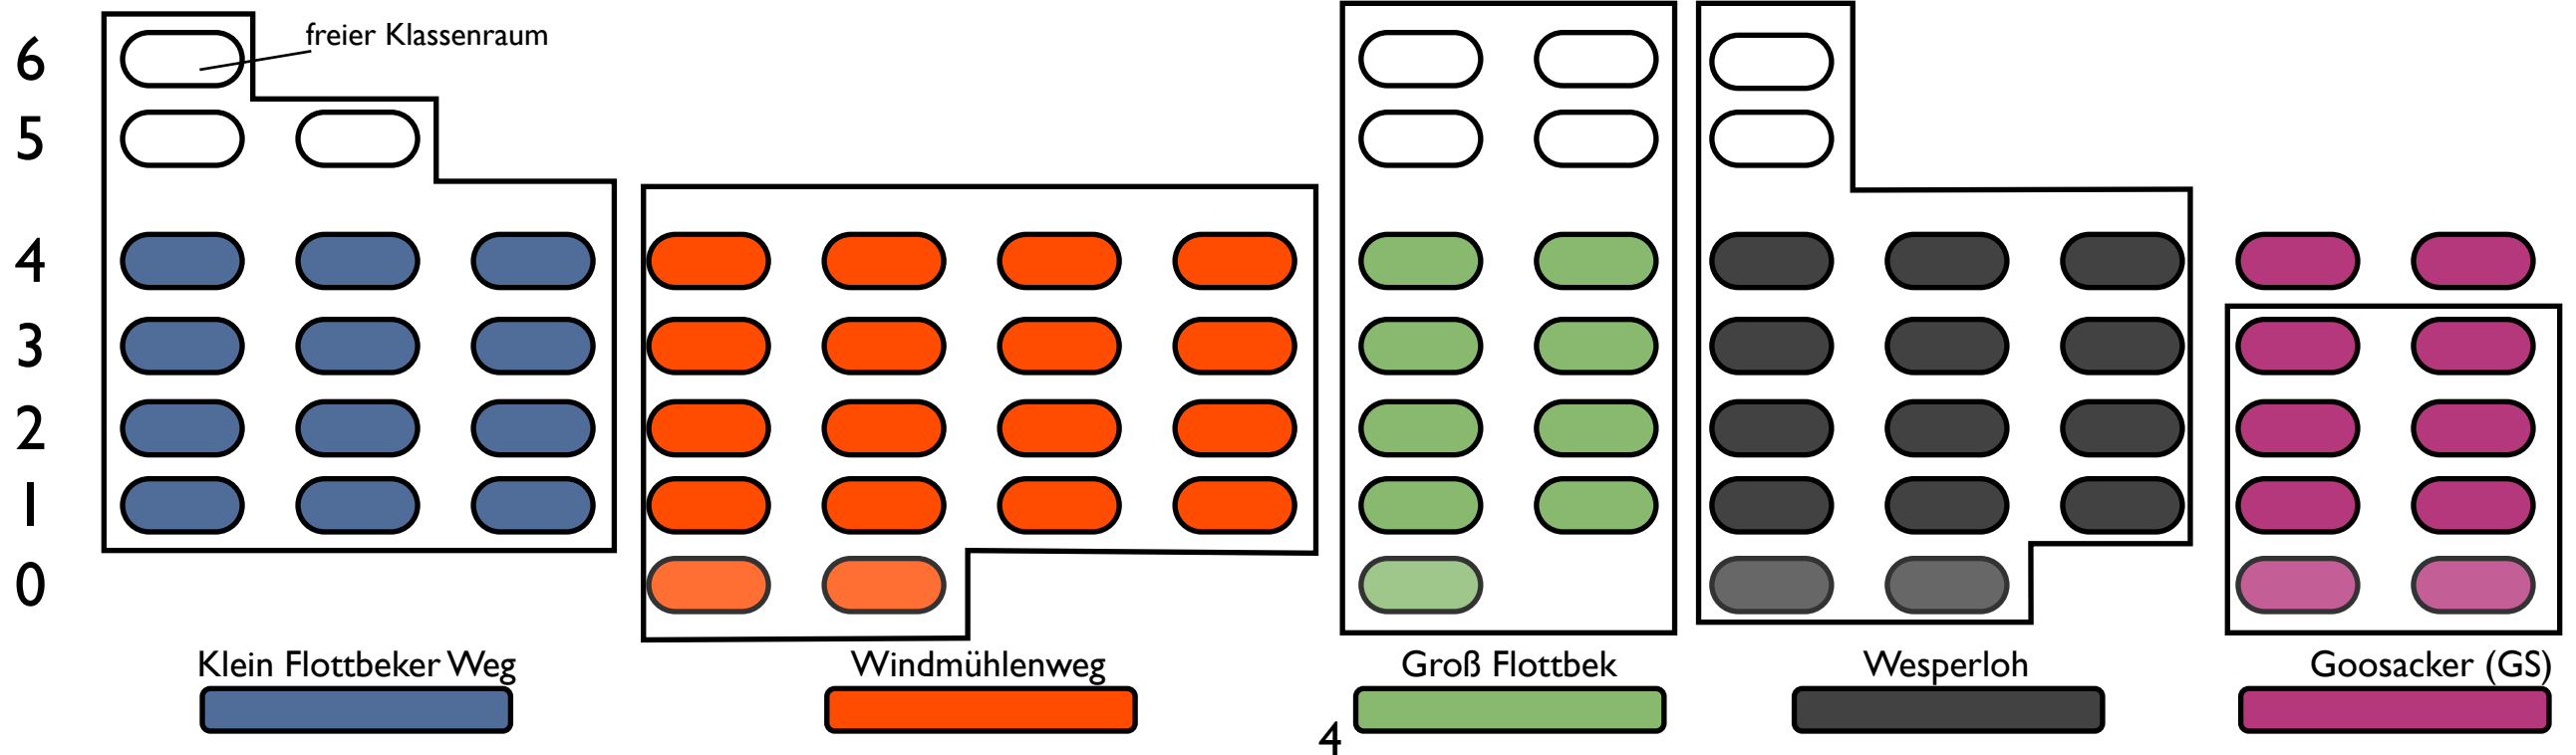 6
freier Klassenraum
5
4
3
2
1
0
Klein Flottbeker Weg
Windmühlenweg
Groß Flottbek
Wesperloh
Goosacker (GS)
4